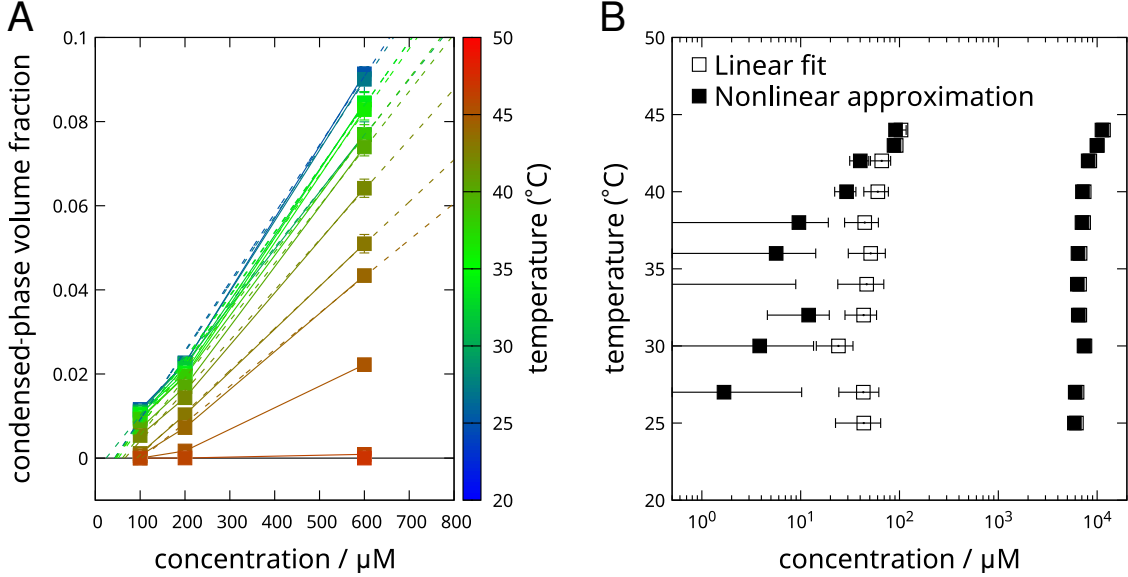 A
condensed-phase volume fraction
0.1
0.08
0.06
0.04
0.02
0
0 100 200 300 400 500 600 700 800
concentration / μM
50
45
40
35
30
25
20
temperature (°C)
B
temperature (°C)
50
45
40
35
30
25
20
Linear fit
Nonlinear approximation
10⁰ 10¹ 10² 10³ 10⁴
concentration / μM